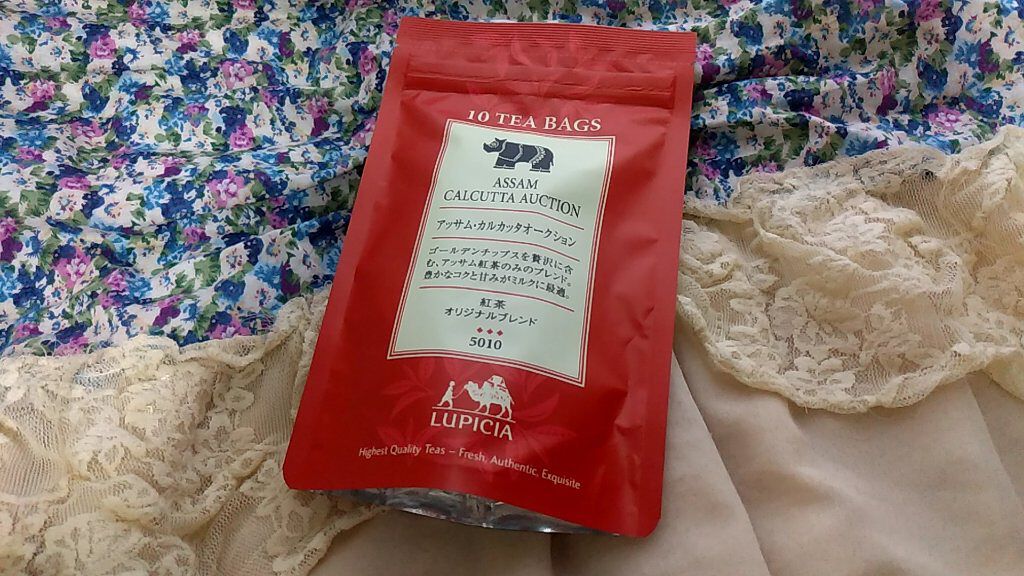 10 TEA BAGS
ASSAM
CALCUTTA AUCTION
アッサム・カルカッタオークション
ゴールデンチップスを贅沢に含
む、アッサム紅茶のみのブレンド。
豊かなコクと甘みがミルクに最適。
紅茶
オリジナルブレンド
5010
LUPICIA
Highest Quality Teas – Fresh, Authentic, Exquisite